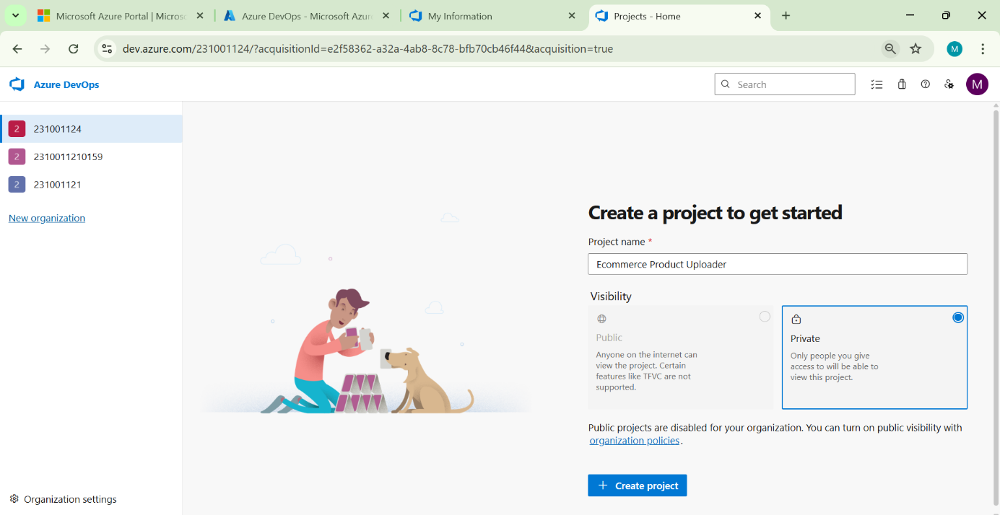 Microsoft Azure Portal | Microso
Azure DevOps - Microsoft Azur
My Information
Projects - Home
dev.azure.com/231001124/?acquisitionId=e2f58362-a32a-4ab8-8c78-bfb70cb46f44&acquisition=true
M
Azure DevOps
Search
M
2 231001124
2 2310011210159
2 231001121
New organization
Create a project to get started
Project name *
Ecommerce Product Uploader
Visibility
Public
Anyone on the internet can
view the project. Certain
features like TFVC are not
supported.
Private
Only people you give
access to will be able to
view this project.
Public projects are disabled for your organization. You can turn on public visibility with
organization policies.
Create project
Organization settings